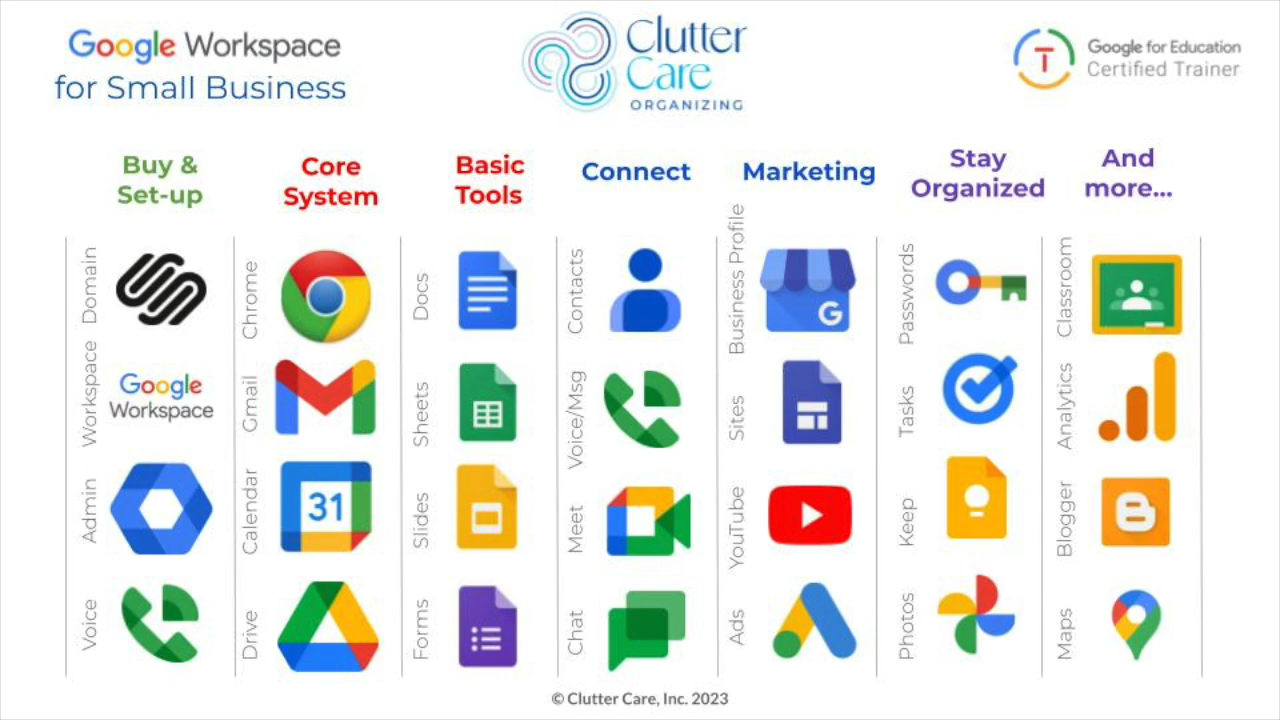 Google Workspace
for Small Business
Clutter
Care
ORGANIZING
T
Google for Education
Certified Trainer
Buy &
Set-up
Core
System
Basic
Tools
Connect
Marketing
Stay
Organized
And
more...
Domain
Workspace
Google
Workspace
Admin
Voice
Chrome
Gmail
Calendar
31
Drive
Docs
Sheets
Slides
Forms
Contacts
Voice/Msg
Meet
Chat
Business Profile
G
Sites
YouTube
Ads
Passwords
Tasks
Keep
Photos
Classroom
Analytics
Blogger
B
Maps
© Clutter Care, Inc. 2023